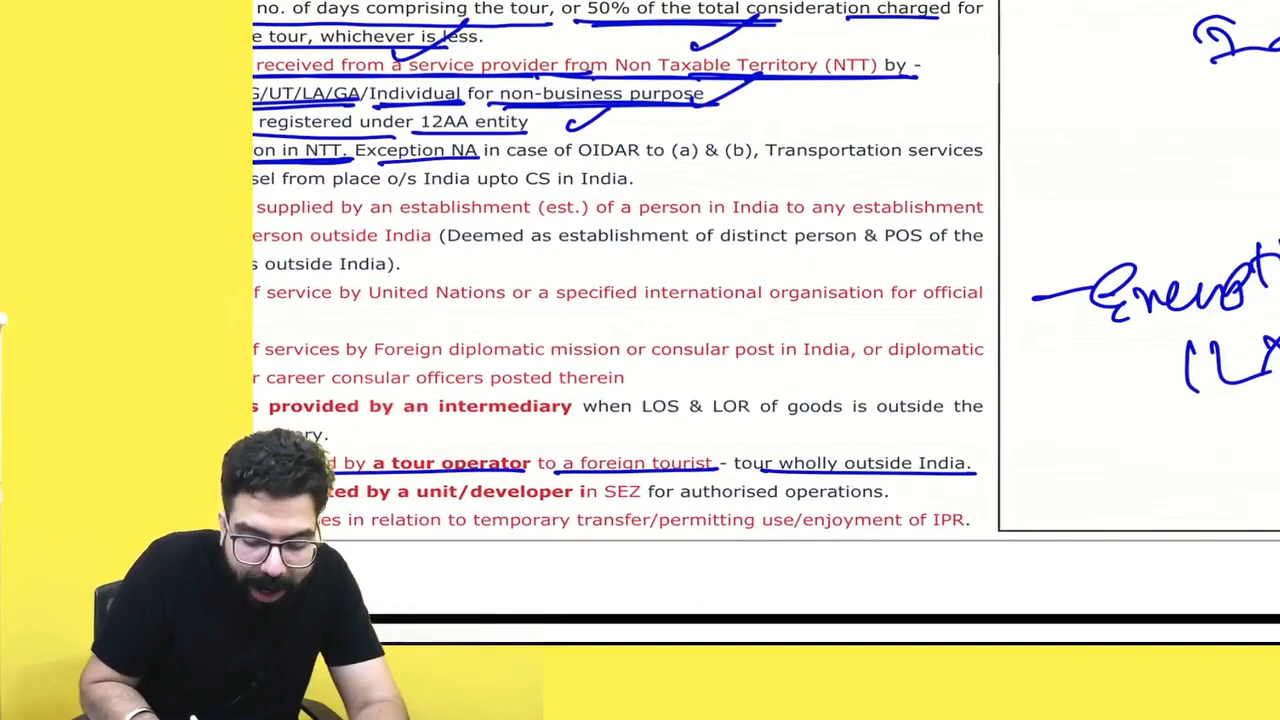 no. of days comprising the tour, or 50% of the total consideration charged for
e tour, whichever is less.
received from a service provider from Non Taxable Territory (NTT) by -
G/UT/LA/GA/Individual for non-business purpose
registered under 12AA entity
on in NTT. Exception NA in case of OIDAR to (a) & (b), Transportation services
sel from place o/s India upto CS in India.
supplied by an establishment (est.) of a person in India to any establishment
erson outside India (Deemed as establishment of distinct person & POS of the
s outside India).
f service by United Nations or a specified international organisation for official
f services by Foreign diplomatic mission or consular post in India, or diplomatic
r career consular officers posted therein
s provided by an intermediary when LOS & LOR of goods is outside the
ry.
d by a tour operator to a foreign tourist - tour wholly outside India.
ted by a unit/developer in SEZ for authorised operations.
es in relation to temporary transfer/permitting use/enjoyment of IPR.